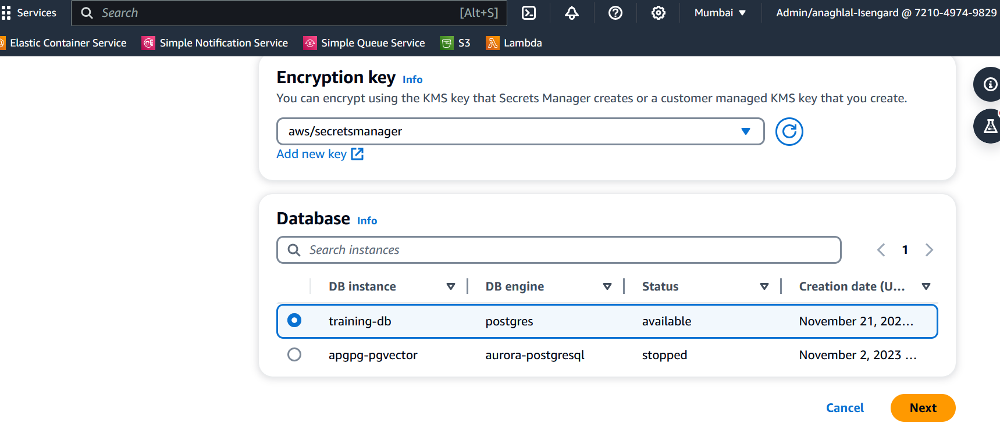 Services Search [Alt+S] Mumbai Admin/anaghlal-Isengard @ 7210-4974-9829
Elastic Container Service Simple Notification Service Simple Queue Service S3 Lambda
Encryption key Info
You can encrypt using the KMS key that Secrets Manager creates or a customer managed KMS key that you create.
aws/secretsmanager
Add new key
Database Info
Search instances 1
DB instance DB engine Status Creation date (U...
training-db postgres available November 21, 202...
apgpg-pgvector aurora-postgresql stopped November 2, 2023 ...
Cancel Next